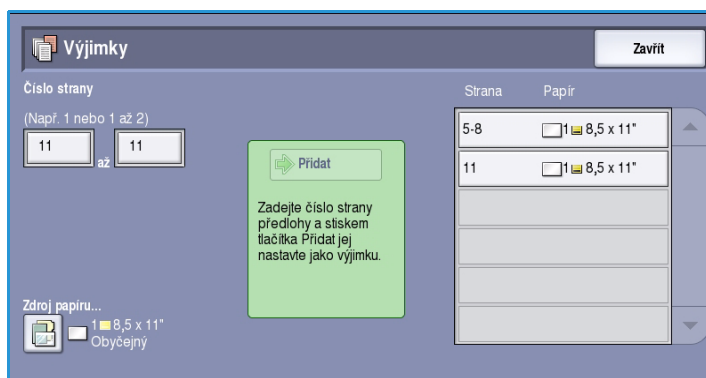 Výjimky
Zavřít
Číslo strany
(Např. 1 nebo 1 až 2)
11 až 11
Přidat
Zadejte číslo strany
předlohy a stiskem
tlačítka Přidat jej
nastavte jako výjimku.
Zdroj papíru...
1 8,5 x 11"
Obyčejný
Strana Papír
5-8 1 8,5 x 11"
11 1 8,5 x 11"